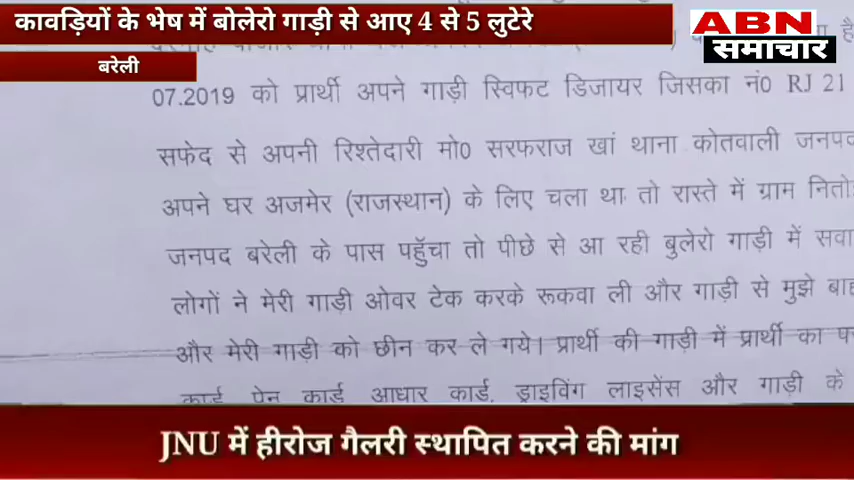 कावड़ियों के भेष में बोलेरो गाड़ी से आए 4 से 5 लुटेरे
ABN
समाचार
बरेली
07.2019 को प्रार्थी अपने गाड़ी स्विफट डिजायर जिसका नं0 RJ 21
सफेद से अपनी रिश्तेदारी मो0 सरफराज खां थाना कोतवाली जनपद
अपने घर अजमेर (राजस्थान) के लिए चला था तो रास्ते में ग्राम
जनपद बरेली के पास पहुँचा तो पीछे से आ रही बुलेरो गाड़ी में
लोगों ने मेरी गाड़ी ओवर टेक करके रूकवा ली और गाड़ी से मुझे
और मेरी गाड़ी को छीन कर ले गये। प्रार्थी की गाड़ी में प्रार्थी का
कार्ड पेन कार्ड आधार कार्ड, ड्राइविंग लाइसेंस और गाड़ी के
JNU में हीरोज गैलरी स्थापित करने की मांग